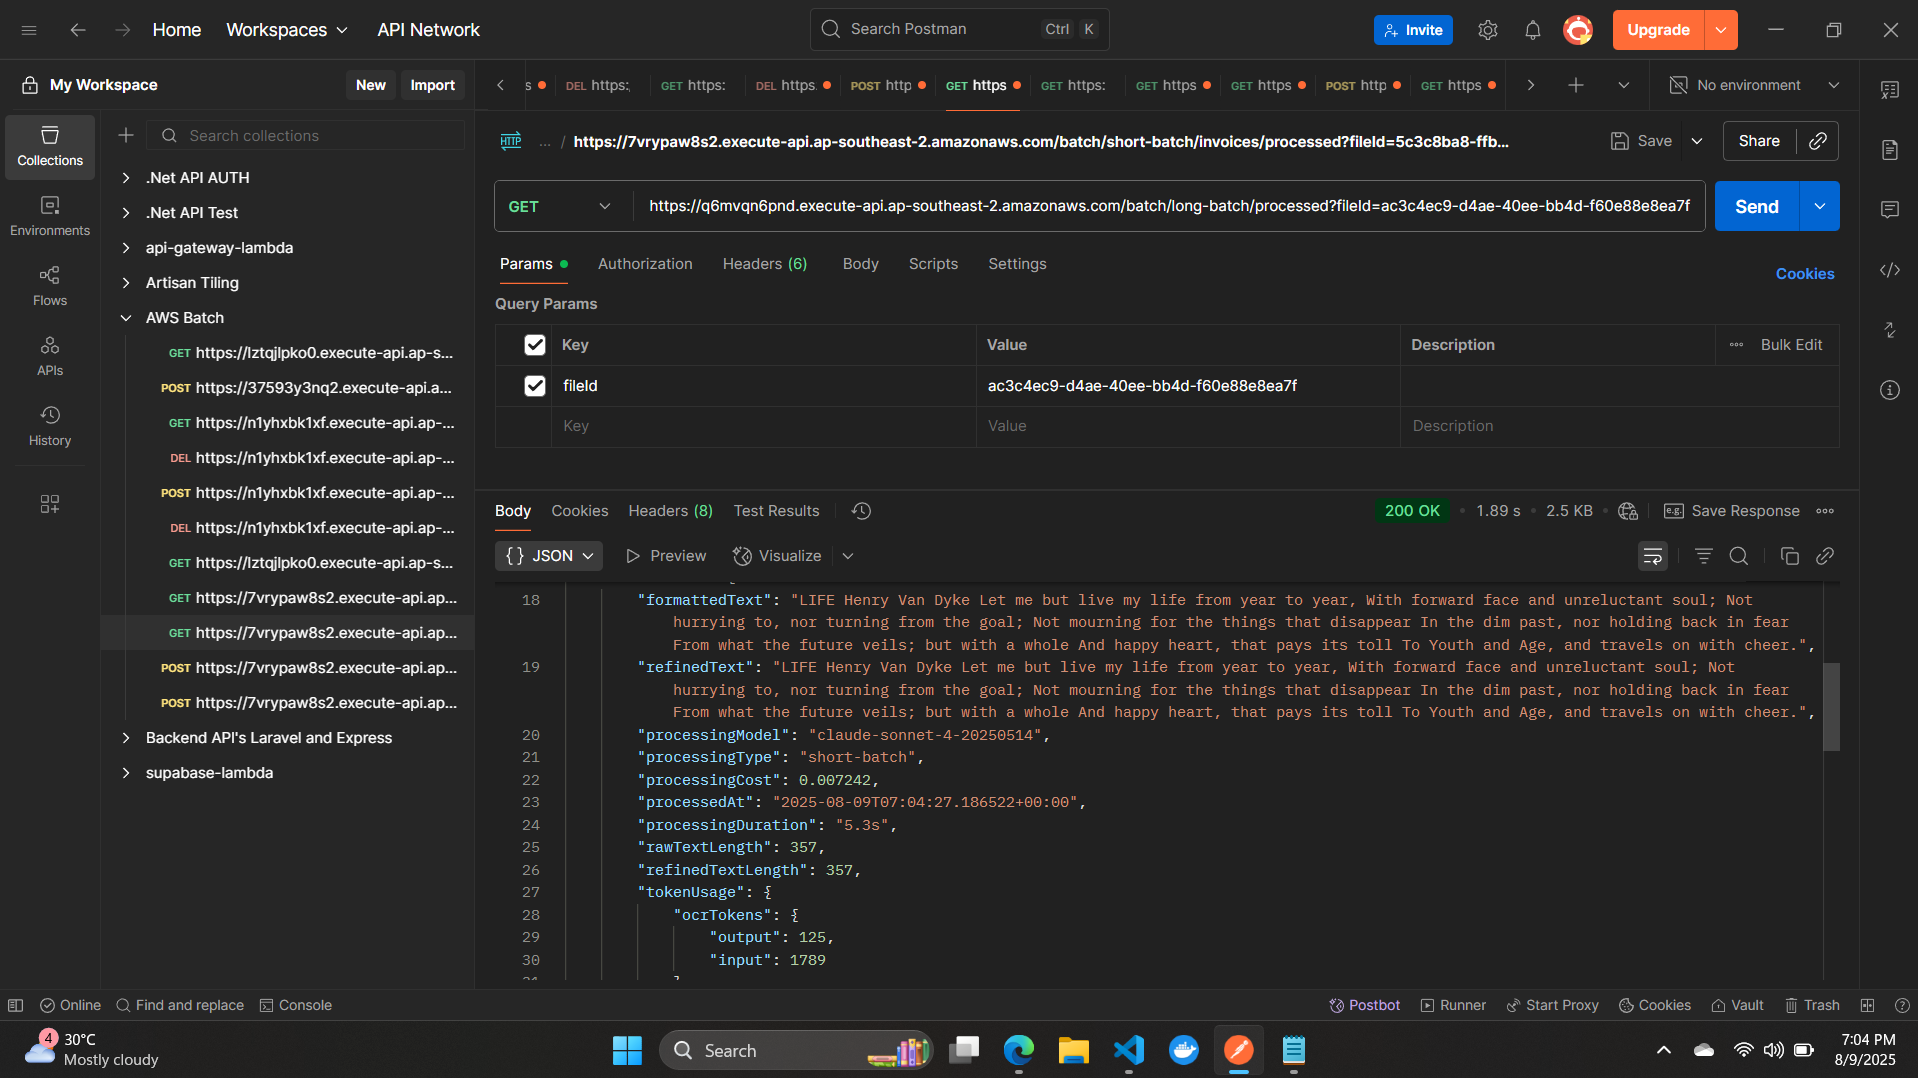 Home
Workspaces
API Network
Search Postman
Ctrl
K
Invite
Upgrade
My Workspace
New
Import
s
DEL https:
GET https:
DEL https.
POST http
GET https
GET https:
GET https
GET https
POST http
GET https
No environment
Collections
Environments
Flows
APIs
History
Search collections
.Net API AUTH
.Net API Test
api-gateway-lambda
Artisan Tiling
AWS Batch
GET https://lztqjlpko0.execute-api.ap-s...
POST https://37593y3nq2.execute-api.a...
GET https://n1yhxbk1xf.execute-api.ap-...
DEL https://n1yhxbk1xf.execute-api.ap-...
POST https://n1yhxbk1xf.execute-api.ap-...
DEL https://n1yhxbk1xf.execute-api.ap-...
GET https://lztqjlpko0.execute-api.ap-s...
GET https://7vrypaw8s2.execute-api.ap...
GET https://7vrypaw8s2.execute-api.ap...
POST https://7vrypaw8s2.execute-api.ap...
POST https://7vrypaw8s2.execute-api.ap...
Backend API's Laravel and Express
supabase-lambda
HTTP ... / https://7vrypaw8s2.execute-api.ap-southeast-2.amazonaws.com/batch/short-batch/invoices/processed?fileId=5c3c8ba8-ffb...
Save
Share
GET
https://q6mvqn6pnd.execute-api.ap-southeast-2.amazonaws.com/batch/long-batch/processed?fileId=ac3c4ec9-d4ae-40ee-bb4d-f60e88e8ea7f
Send
Params
Authorization
Headers (6)
Body
Scripts
Settings
Cookies
Query Params
Key
Value
Description
Bulk Edit
fileId
ac3c4ec9-d4ae-40ee-bb4d-f60e88e8ea7f
Key
Value
Description
Body
Cookies
Headers (8)
Test Results
200 OK
1.89 s
2.5 KB
e.g. Save Response
{} JSON
Preview
Visualize
18 "formattedText": "LIFE Henry Van Dyke Let me but live my life from year to year, With forward face and unreluctant soul; Not
hurrying to, nor turning from the goal; Not mourning for the things that disappear In the dim past, nor holding back in fear
From what the future veils; but with a whole And happy heart, that pays its toll To Youth and Age, and travels on with cheer.",
19 "refinedText": "LIFE Henry Van Dyke Let me but live my life from year to year, With forward face and unreluctant soul; Not
hurrying to, nor turning from the goal; Not mourning for the things that disappear In the dim past, nor holding back in fear
From what the future veils; but with a whole And happy heart, that pays its toll To Youth and Age, and travels on with cheer.",
20 "processingModel": "claude-sonnet-4-20250514",
21 "processingType": "short-batch",
22 "processingCost": 0.007242,
23 "processedAt": "2025-08-09T07:04:27.186522+00:00",
24 "processingDuration": "5.3s",
25 "rawTextLength": 357,
26 "refinedTextLength": 357,
27 "tokenUsage": {
28 "ocrTokens": {
29 "output": 125,
30 "input": 1789
Online
Find and replace
Console
Postbot
Runner
Start Proxy
Cookies
Vault
Trash
4
30°C
Mostly cloudy
Search
7:04 PM
8/9/2025